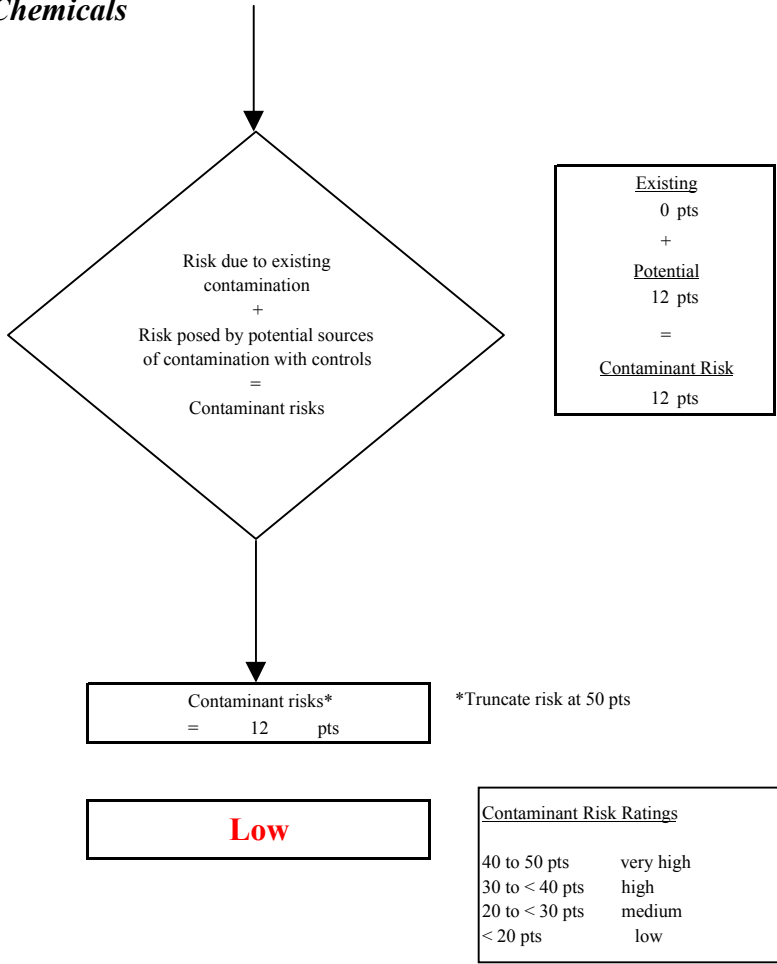 Chemicals
Risk due to existing
contamination
+
Risk posed by potential sources
of contamination with controls
=
Contaminant risks
Existing
0 pts
+
Potential
12 pts
=
Contaminant Risk
12 pts
Contaminant risks*
= 12 pts
*Truncate risk at 50 pts
Low
Contaminant Risk Ratings
40 to 50 pts very high
30 to < 40 pts high
20 to < 30 pts medium
< 20 pts low